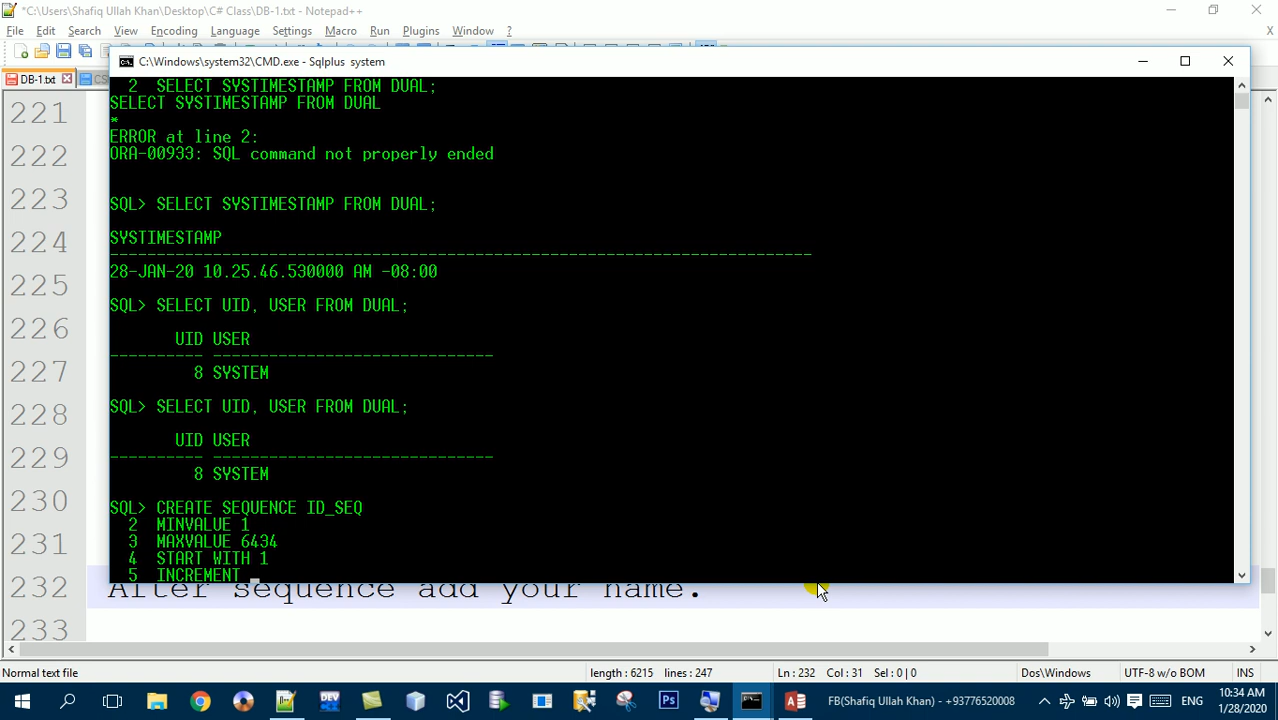 *C:\Users\Shafiq Ullah Khan\Desktop\C# Class\DB-1.txt - Notepad++
File Edit Search View Encoding Language Settings Macro Run Plugins Window ?
X
DB-1.txt
C:\Windows\system32\CMD.exe - Sqlplus system
2 SELECT SYSTIMESTAMP FROM DUAL;
SELECT SYSTIMESTAMP FROM DUAL
*
ERROR at line 2:
ORA-00933: SQL command not properly ended
SQL> SELECT SYSTIMESTAMP FROM DUAL;
SYSTIMESTAMP
---------------------------------------------------------------------------
28-JAN-20 10.25.46.530000 AM -08:00
SQL> SELECT UID, USER FROM DUAL;
UID USER
---------- ------------------------------
8 SYSTEM
SQL> SELECT UID, USER FROM DUAL;
UID USER
---------- ------------------------------
8 SYSTEM
SQL> CREATE SEQUENCE ID_SEQ
2 MINVALUE 1
3 MAXVALUE 6434
4 START WITH 1
5 INCREMENT
221
222
223
224
225
226
227
228
229
230
231
232 After sequence add your name.
233
Normal text file length : 6215 lines : 247 Ln : 232 Col : 31 Sel : 0 | 0 Dos\Windows UTF-8 w/o BOM INS
FB(Shafiq Ullah Khan) - +93776520008 ENG 10:34 AM
1/28/2020